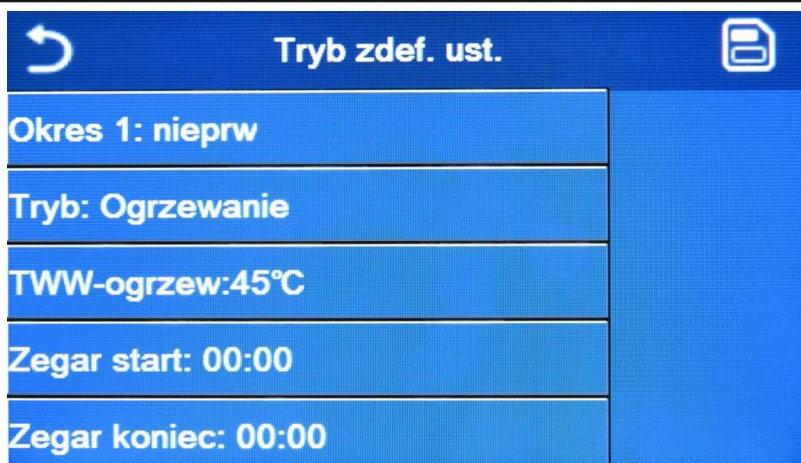 Tryb zdef. ust.
Okres 1: nieprw
Tryb: Ogrzewanie
TWW-ogrzew:45℃
Zegar start: 00:00
Zegar koniec: 00:00